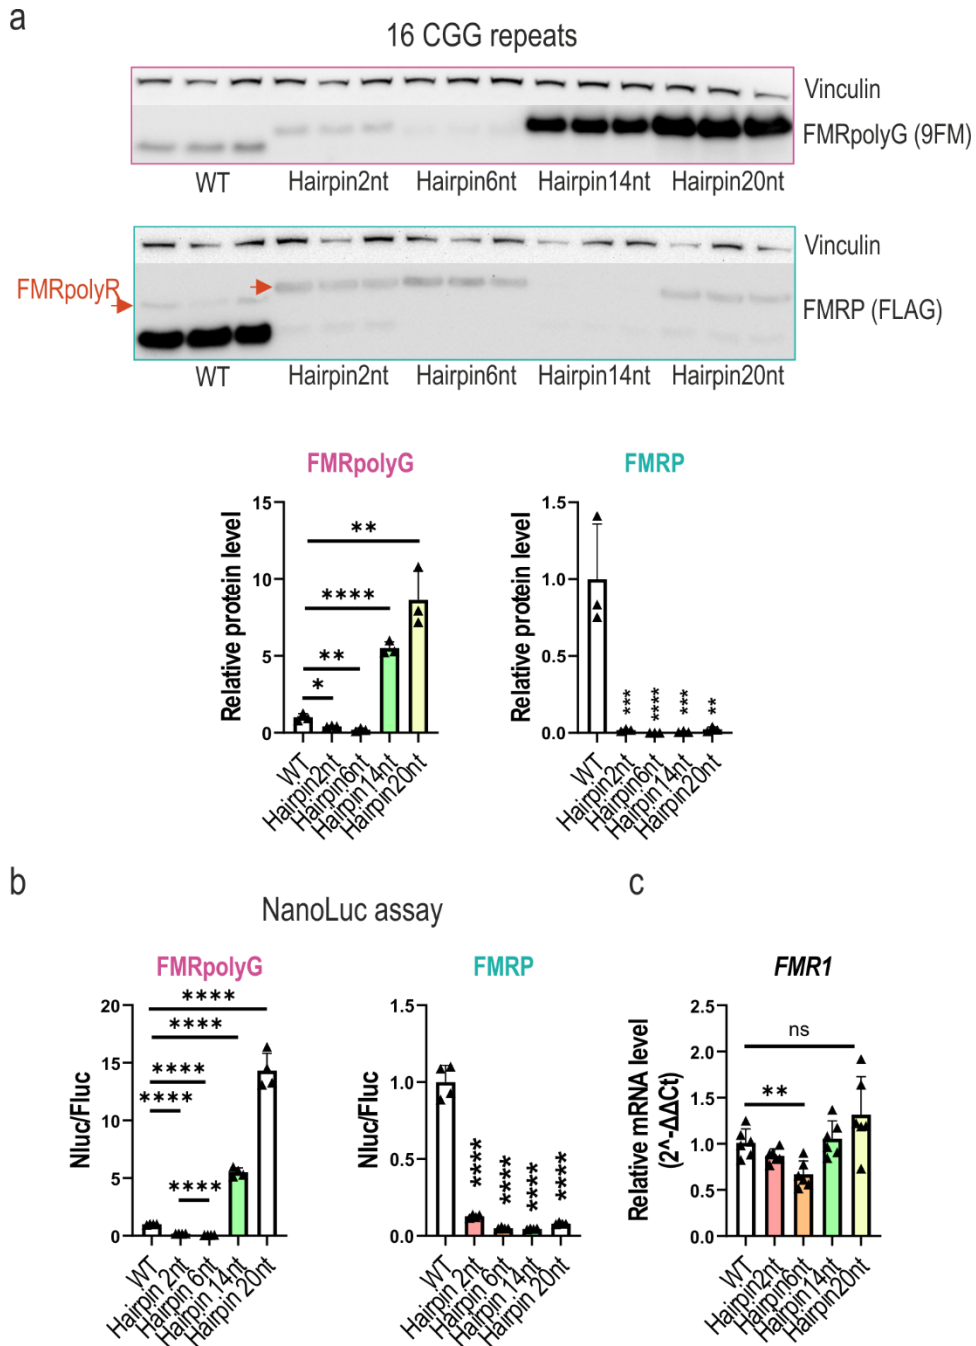 a
16 CGG repeats
Vinculin
FMRpolyG (9FM)
WT Hairpin2nt Hairpin6nt Hairpin14nt Hairpin20nt
Vinculin
FMRpolyR
FMRP (FLAG)
WT Hairpin2nt Hairpin6nt Hairpin14nt Hairpin20nt
FMRpolyG
Relative protein level
15
10
5
0
**
****
**
*
WT
Hairpin2nt
Hairpin6nt
Hairpin14nt
Hairpin20nt
FMRP
Relative protein level
1.5
1.0
0.5
0.0
***
****
***
**
WT
Hairpin2nt
Hairpin6nt
Hairpin14nt
Hairpin20nt
b
NanoLuc assay
FMRpolyG
Nluc/Fluc
20
15
10
5
0
****
****
****
****
****
WT
Hairpin 2nt
Hairpin 6nt
Hairpin 14nt
Hairpin 20nt
FMRP
Nluc/Fluc
1.5
1.0
0.5
0.0
****
****
****
****
WT
Hairpin 2nt
Hairpin 6nt
Hairpin 14nt
Hairpin 20nt
c
FMR1
Relative mRNA level
(2^-ΔΔCt)
2.5
2.0
1.5
1.0
0.5
0.0
ns
**
WT
Hairpin2nt
Hairpin6nt
Hairpin14nt
Hairpin20nt